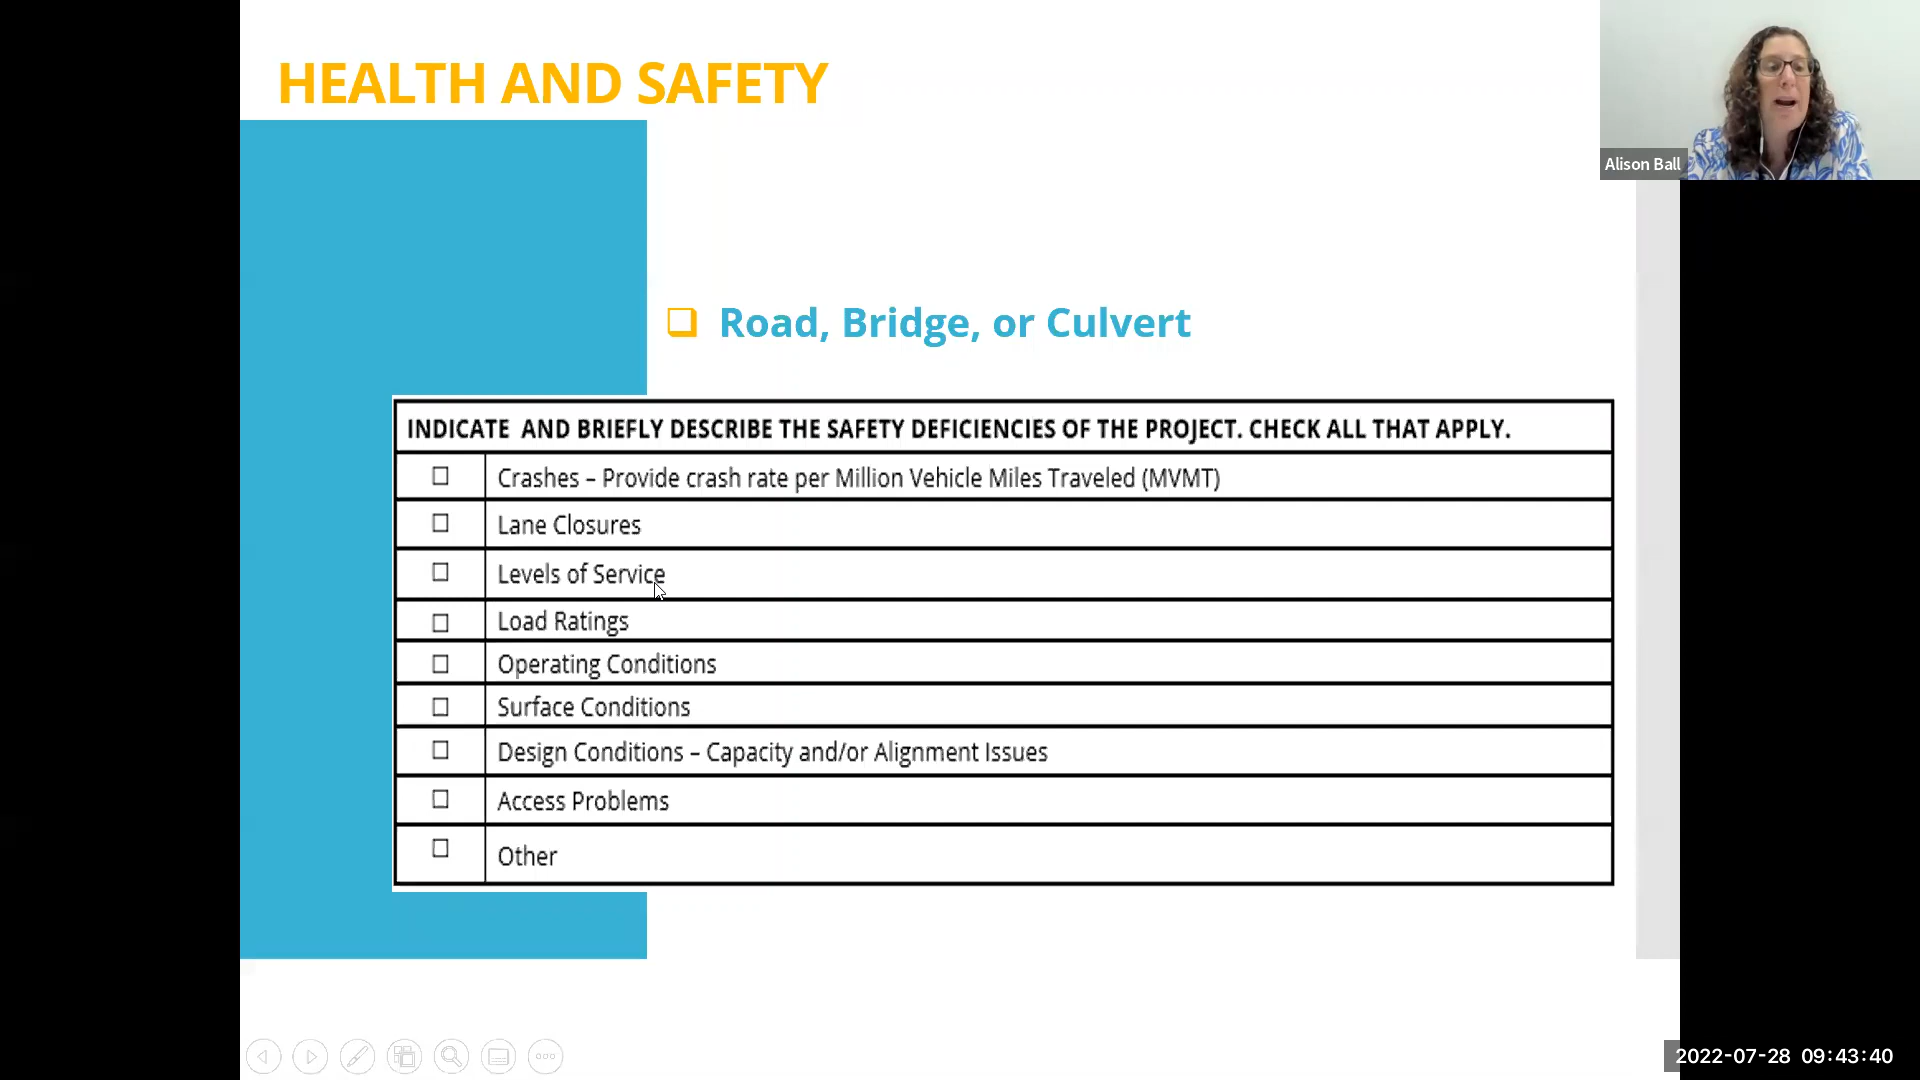 HEALTH AND SAFETY
Alison Ball
Road, Bridge, or Culvert
INDICATE AND BRIEFLY DESCRIBE THE SAFETY DEFICIENCIES OF THE PROJECT. CHECK ALL THAT APPLY.
Crashes – Provide crash rate per Million Vehicle Miles Traveled (MVMT)
Lane Closures
Levels of Service
Load Ratings
Operating Conditions
Surface Conditions
Design Conditions – Capacity and/or Alignment Issues
Access Problems
Other
2022-07-28 09:43:40